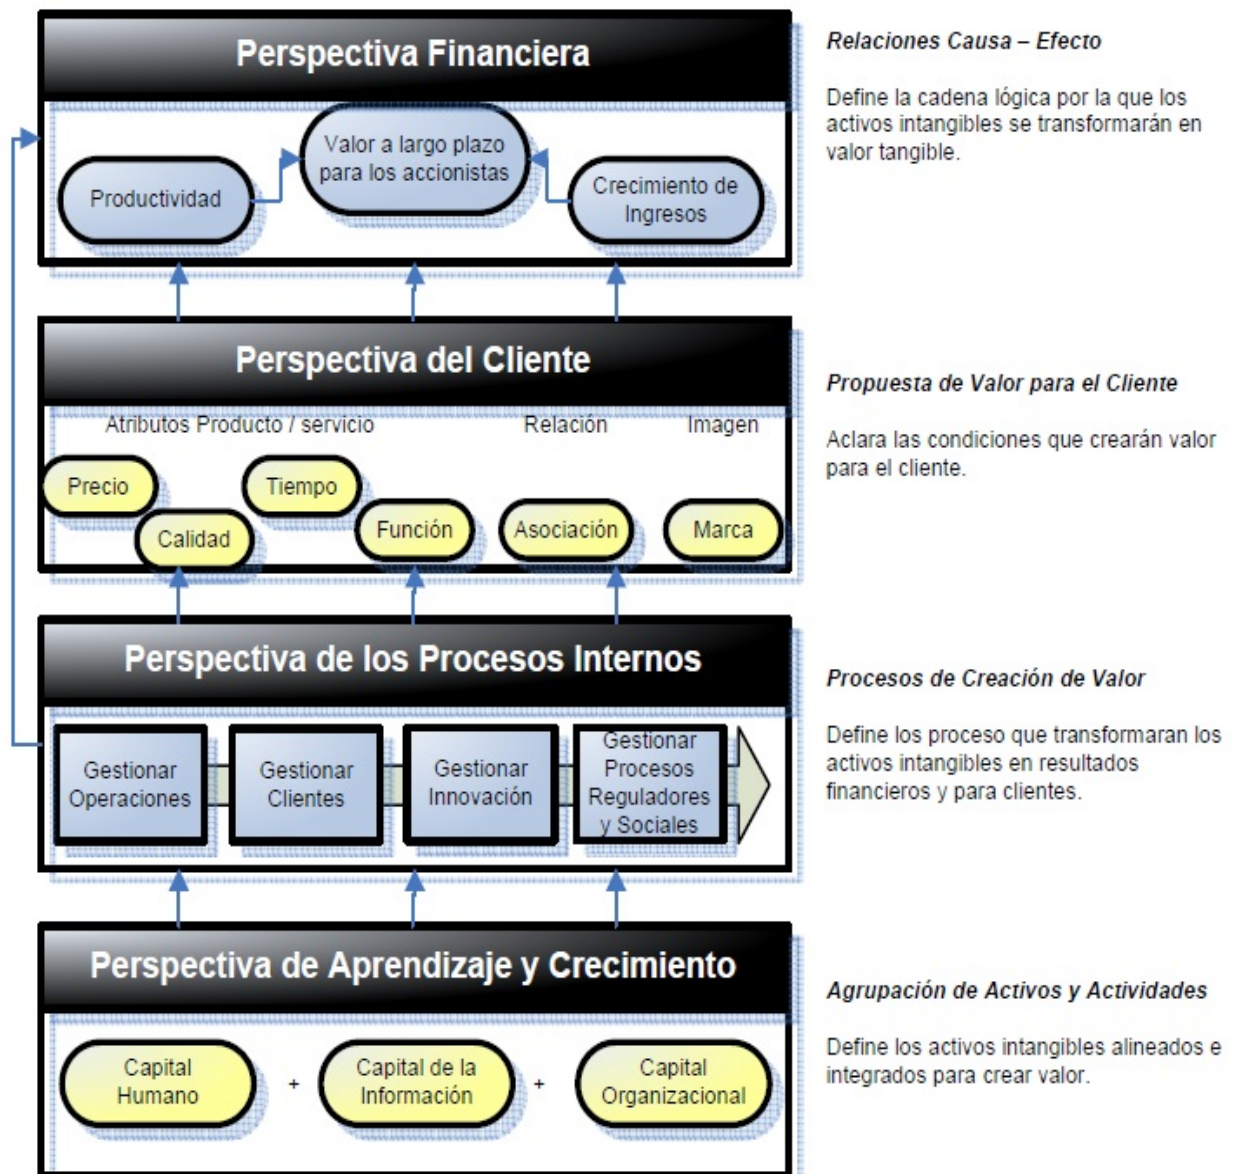 Perspectiva Financiera
Productividad
Valor a largo plazo
para los accionistas
Crecimiento de
Ingresos
Relaciones Causa – Efecto
Define la cadena lógica por la que los
activos intangibles se transformarán en
valor tangible.
Perspectiva del Cliente
Atributos Producto / servicio
Relación
Imagen
Precio
Calidad
Tiempo
Función
Asociación
Marca
Propuesta de Valor para el Cliente
Aclara las condiciones que crearán valor
para el cliente.
Perspectiva de los Procesos Internos
Gestionar
Operaciones
Gestionar
Clientes
Gestionar
Innovación
Gestionar
Procesos
Reguladores
y Sociales
Procesos de Creación de Valor
Define los proceso que transformaran los
activos intangibles en resultados
financieros y para clientes.
Perspectiva de Aprendizaje y Crecimiento
Capital
Humano
+
Capital de la
Información
+
Capital
Organizacional
Agrupación de Activos y Actividades
Define los activos intangibles alineados e
integrados para crear valor.